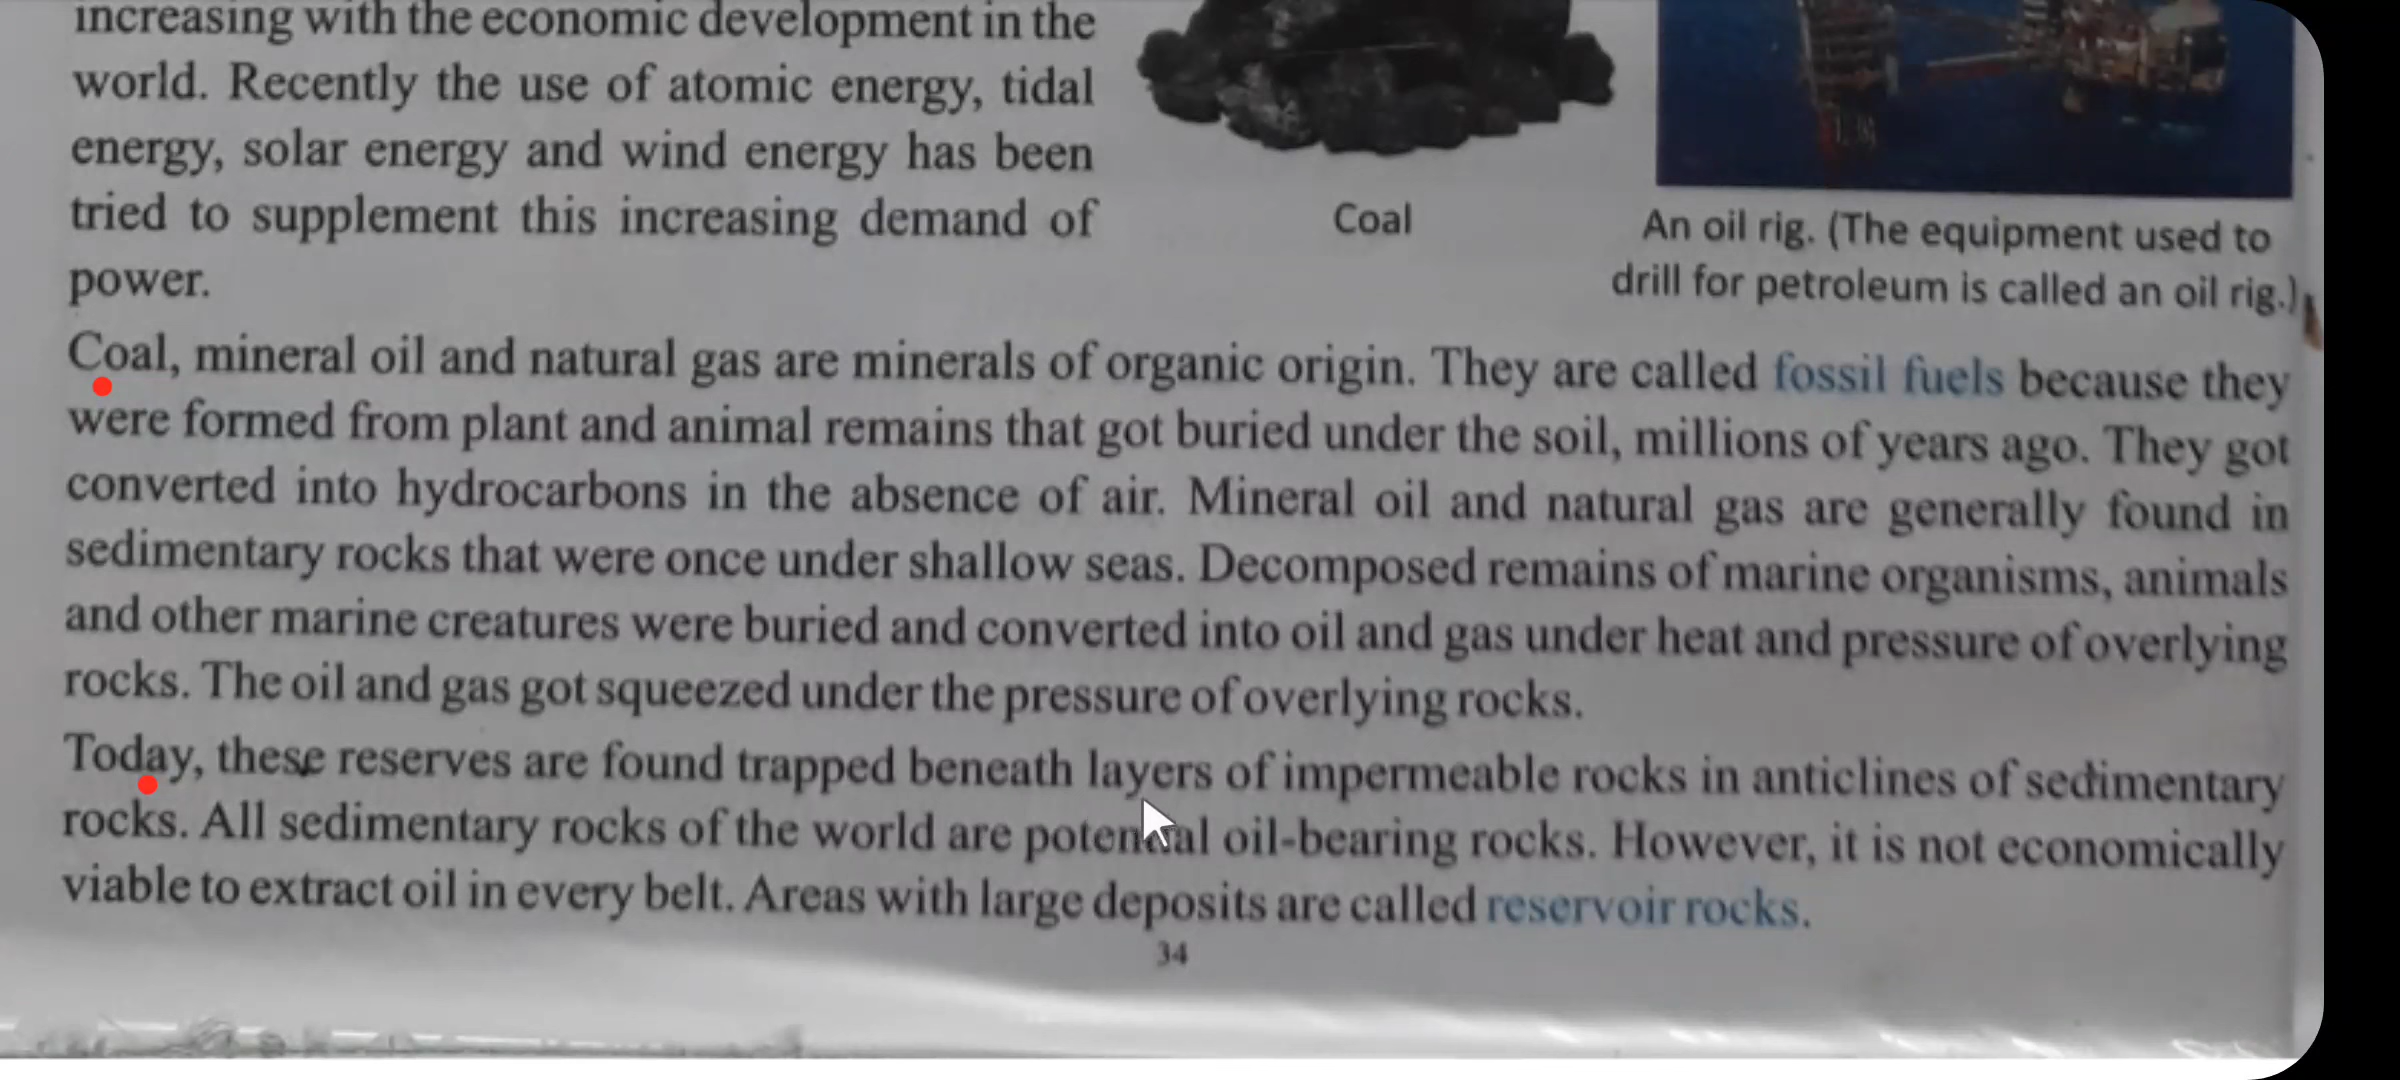 increasing with the economic development in the
world. Recently the use of atomic energy, tidal
energy, solar energy and wind energy has been
tried to supplement this increasing demand of
power.
Coal
An oil rig. (The equipment used to
drill for petroleum is called an oil rig.)
Coal, mineral oil and natural gas are minerals of organic origin. They are called fossil fuels because they
were formed from plant and animal remains that got buried under the soil, millions of years ago. They got
converted into hydrocarbons in the absence of air. Mineral oil and natural gas are generally found in
sedimentary rocks that were once under shallow seas. Decomposed remains of marine organisms, animals
and other marine creatures were buried and converted into oil and gas under heat and pressure of overlying
rocks. The oil and gas got squeezed under the pressure of overlying rocks.
Today, these reserves are found trapped beneath layers of impermeable rocks in anticlines of sedimentary
rocks. All sedimentary rocks of the world are potential oil-bearing rocks. However, it is not economically
viable to extract oil in every belt. Areas with large deposits are called reservoir rocks.
34